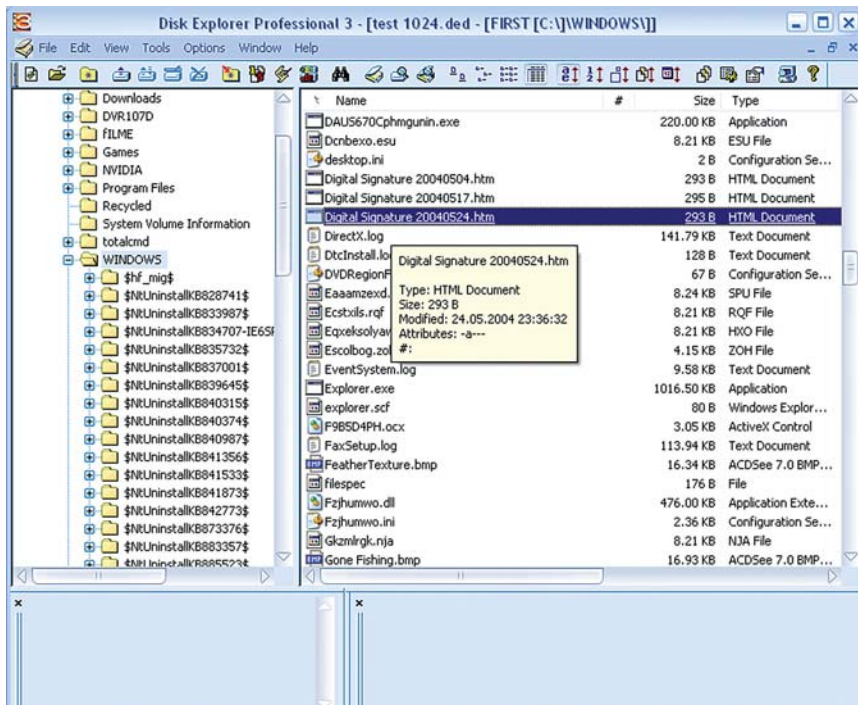 Disk Explorer Professional 3 - [test 1024.ded - [FIRST [C:\]\WINDOWS\]]
File Edit View Tools Options Window Help
Downloads
DVR107D
fILME
Games
NVIDIA
Program Files
Recycled
System Volume Information
totalcmd
WINDOWS
$hf_mig$
$NtUninstallKB828741$
$NtUninstallKB833987$
$NtUninstallKB834707-IE6SP
$NtUninstallKB835732$
$NtUninstallKB837001$
$NtUninstallKB839645$
$NtUninstallKB840315$
$NtUninstallKB840374$
$NtUninstallKB840987$
$NtUninstallKB841356$
$NtUninstallKB841533$
$NtUninstallKB841873$
$NtUninstallKB842773$
$NtUninstallKB873376$
$NtUninstallKB883357$
$NtUninstallKB885523$
Name # Size Type
DAUS670Cphmgunin.exe 220.00 KB Application
Dcnbexo.esu 8.21 KB ESU File
desktop.ini 2 B Configuration Se...
Digital Signature 20040504.htm 293 B HTML Document
Digital Signature 20040517.htm 295 B HTML Document
Digital Signature 20040524.htm 293 B HTML Document
DirectX.log 141.79 KB Text Document
DtcInstall.lo 128 B Text Document
DVDRegionF 67 B Configuration Se...
Eaaamzexd. 8.24 KB SPU File
Ecstxils.rqf 8.21 KB RQF File
Eqxeksolyav 8.21 KB HXO File
Escolbog.zol 4.15 KB ZOH File
EventSystem.log 9.58 KB Text Document
Explorer.exe 1016.50 KB Application
explorer.scf 80 B Windows Explor...
F9B5D4PH.ocx 3.05 KB ActiveX Control
FaxSetup.log 113.94 KB Text Document
FeatherTexture.bmp 16.34 KB ACDSee 7.0 BMP...
filespec 176 B File
Fzjhumwo.dll 476.00 KB Application Exte...
Fzjhumwo.ini 2.36 KB Configuration Se...
Gkzmlrgk.nja 8.21 KB NJA File
Gone Fishing.bmp 16.93 KB ACDSee 7.0 BMP...
Digital Signature 20040524.htm
Type: HTML Document
Size: 293 B
Modified: 24.05.2004 23:36:32
Attributes: -a---
#: